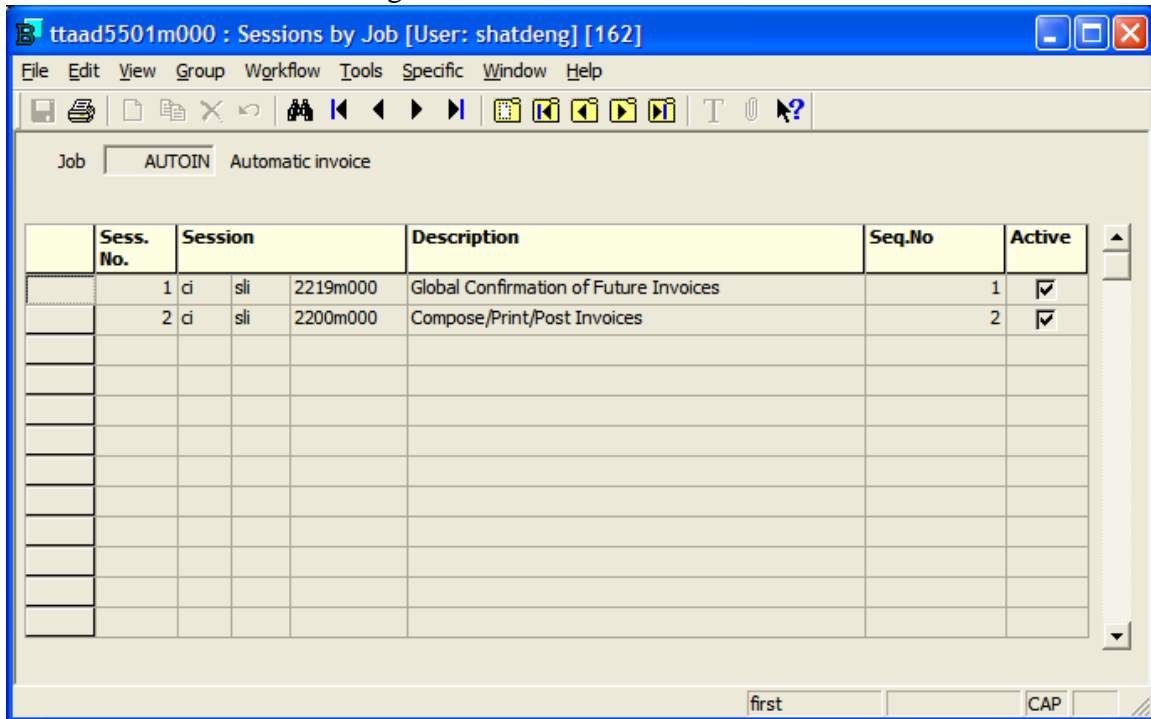 ttaad5501m000 : Sessions by Job [User: shatdeng] [162]
File Edit View Group Workflow Tools Specific Window Help
T
Job AUTOIN Automatic invoice
Sess. No. Session Description Seq.No Active
1 ci sli 2219m000 Global Confirmation of Future Invoices 1
2 ci sli 2200m000 Compose/Print/Post Invoices 2
first CAP